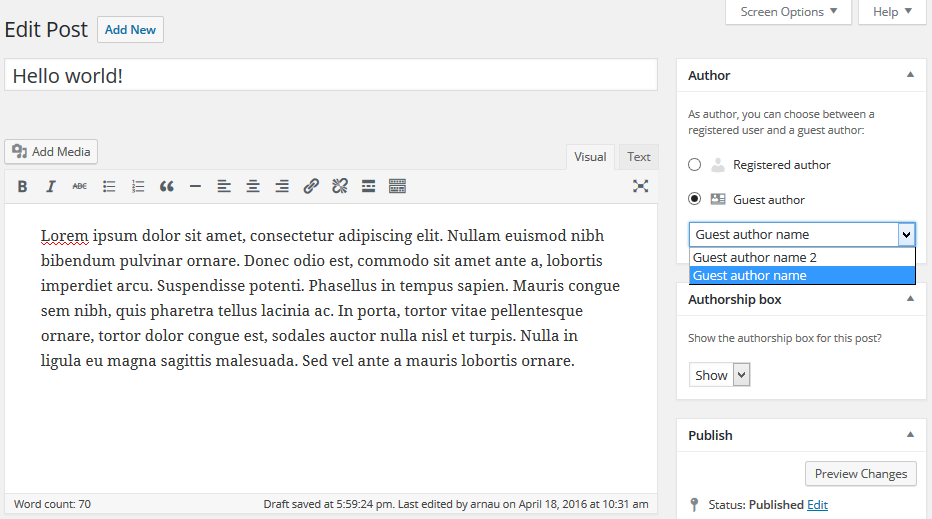 Screen Options
Help
Edit Post
Add New
Hello world!
Add Media
Visual
Text
B I ABC
Lorem ipsum dolor sit amet, consectetur adipiscing elit. Nullam euismod nibh
bibendum pulvinar ornare. Donec odio est, commodo sit amet ante a, lobortis
imperdiet arcu. Suspendisse potenti. Phasellus in tempus sapien. Mauris congue
sem nibh, quis pharetra tellus lacinia ac. In porta, tortor vitae pellentesque
ornare, tortor dolor congue est, sodales auctor nulla nisl et turpis. Nulla in
ligula eu magna sagittis malesuada. Sed vel ante a mauris lobortis ornare.
Word count: 70
Draft saved at 5:59:24 pm. Last edited by arnau on April 18, 2016 at 10:31 am
Author
As author, you can choose between a
registered user and a guest author:
Registered author
Guest author
Guest author name
Guest author name 2
Guest author name
Authorship box
Show the authorship box for this post?
Show
Publish
Preview Changes
Status: Published Edit